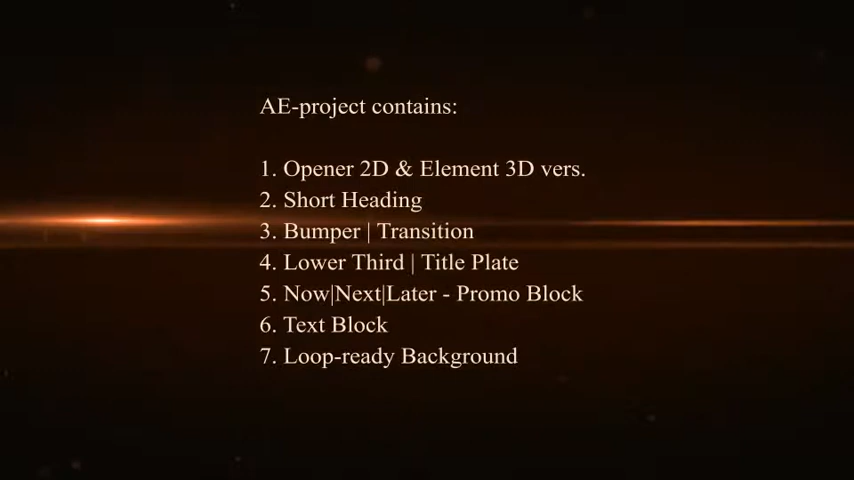 AE-project contains:
1. Opener 2D & Element 3D vers.
2. Short Heading
3. Bumper | Transition
4. Lower Third | Title Plate
5. Now|Next|Later - Promo Block
6. Text Block
7. Loop-ready Background